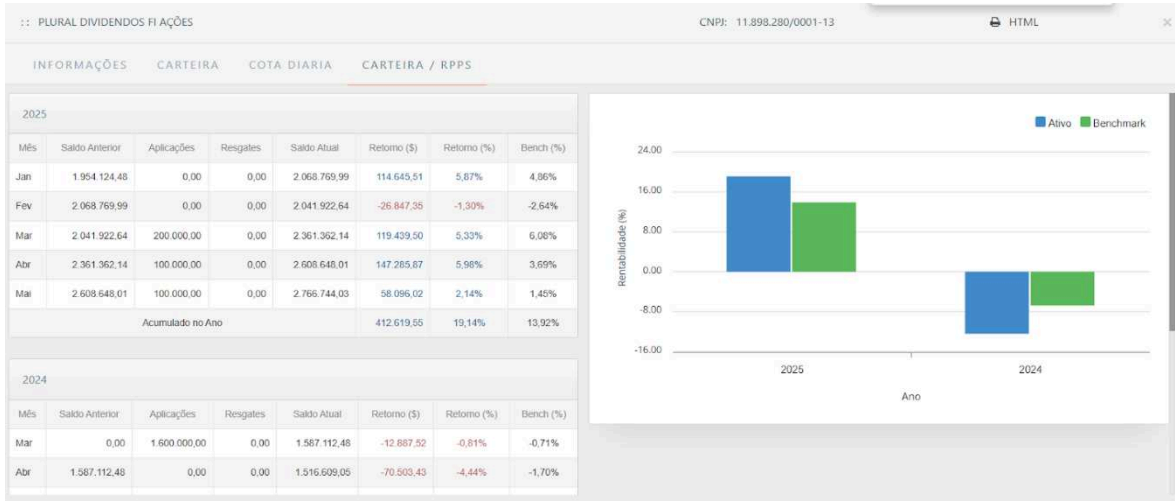 :: PLURAL DIVIDENDOS FI AÇÕES CNPJ: 11.898.280/0001-13 HTML ×
INFORMAÇÕES CARTEIRA COTA DIARIA CARTEIRA / RPPS
2025
Mês Saldo Anterior Aplicações Resgates Saldo Atual Retorno ($) Retorno (%) Bench (%)
Jan 1.954.124,48 0,00 0,00 2.068.769,99 114.645,51 5,87% 4,86%
Fev 2.068.769,99 0,00 0,00 2.041.922,64 -26.847,35 -1,30% -2,64%
Mar 2.041.922,64 200.000,00 0,00 2.361.362,14 119.439,50 5,33% 6,08%
Abr 2.361.362,14 100.000,00 0,00 2.608.648,01 147.285,87 5,98% 3,69%
Mai 2.608.648,01 100.000,00 0,00 2.766.744,03 58.096,02 2,14% 1,45%
Acumulado no Ano 412.619,55 19,14% 13,92%
2024
Mês Saldo Anterior Aplicações Resgates Saldo Atual Retorno ($) Retorno (%) Bench (%)
Mar 0,00 1.600.000,00 0,00 1.587.112,48 -12.887,52 -0,81% -0,71%
Abr 1.587.112,48 0,00 0,00 1.516.609,05 -70.503,43 -4,44% -1,70%
Ativo Benchmark
24.00
16.00
8.00
0.00
-8.00
-16.00
Rentabilidade (%)
2025 2024
Ano